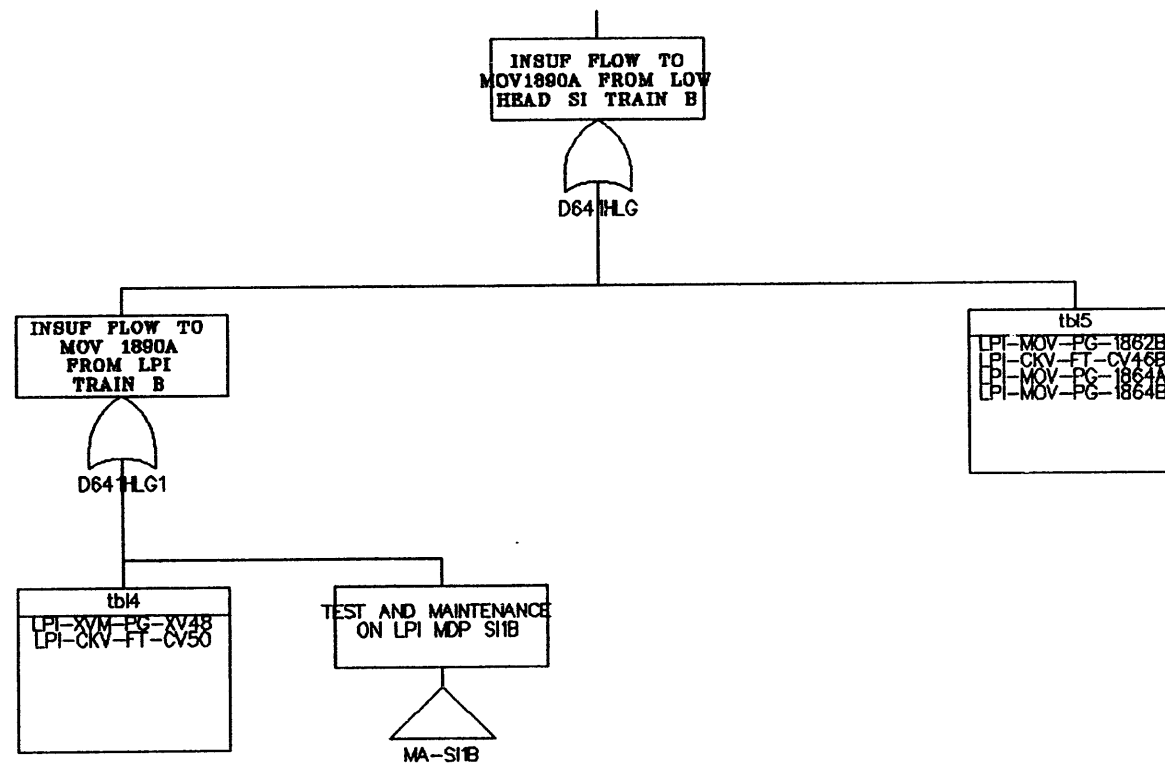 INSUF FLOW TO
MOV1890A FROM LOW
HEAD SI TRAIN B
D641HLG
INSUF FLOW TO
MOV 1890A
FROM LPI
TRAIN B
D641HLG1
tbl5
LPI-MOV-PG-1862B
LPI-CKV-FT-CV46B
LPI-MOV-PG-1864A
LPI-MOV-PG-1864B
tbl4
LPI-XVM-PG-XV48
LPI-CKV-FT-CV50
TEST AND MAINTENANCE
ON LPI MDP SI1B
MA-SI1B